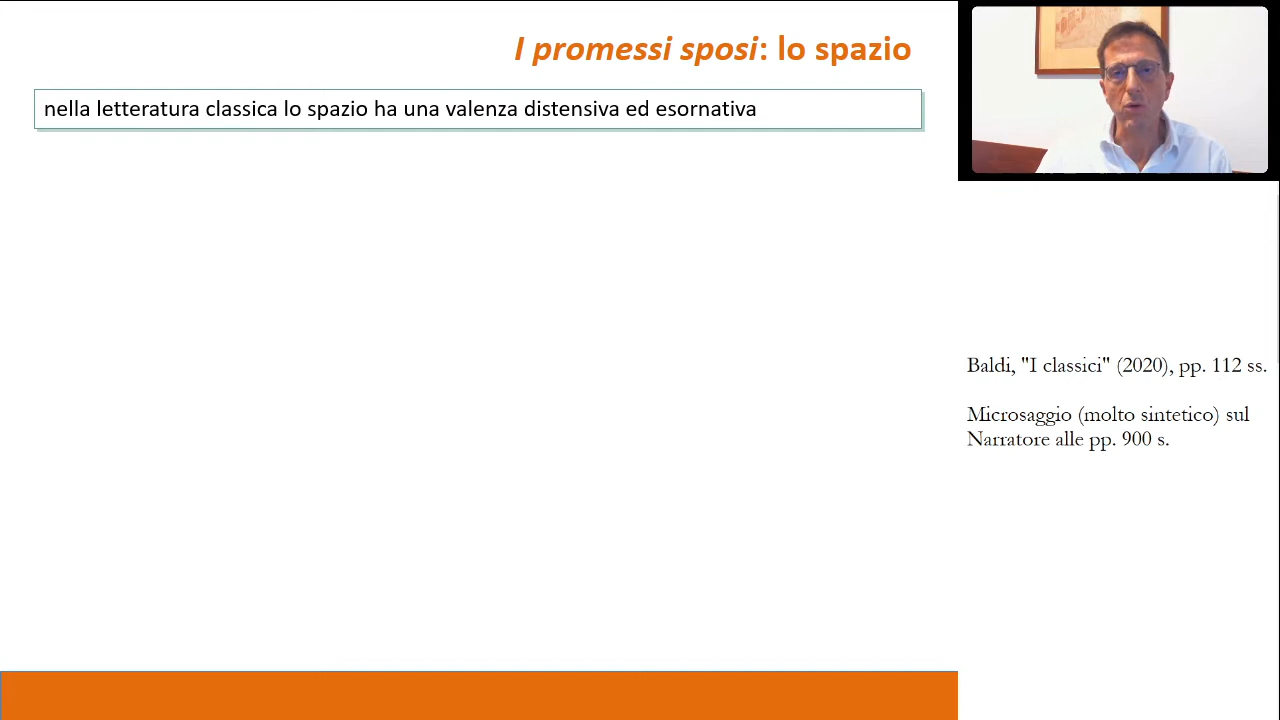 I promessi sposi: lo spazio
nella letteratura classica lo spazio ha una valenza distensiva ed esornativa
Baldi, "I classici" (2020), pp. 112 ss.
Microsaggio (molto sintetico) sul
Narratore alle pp. 900 s.